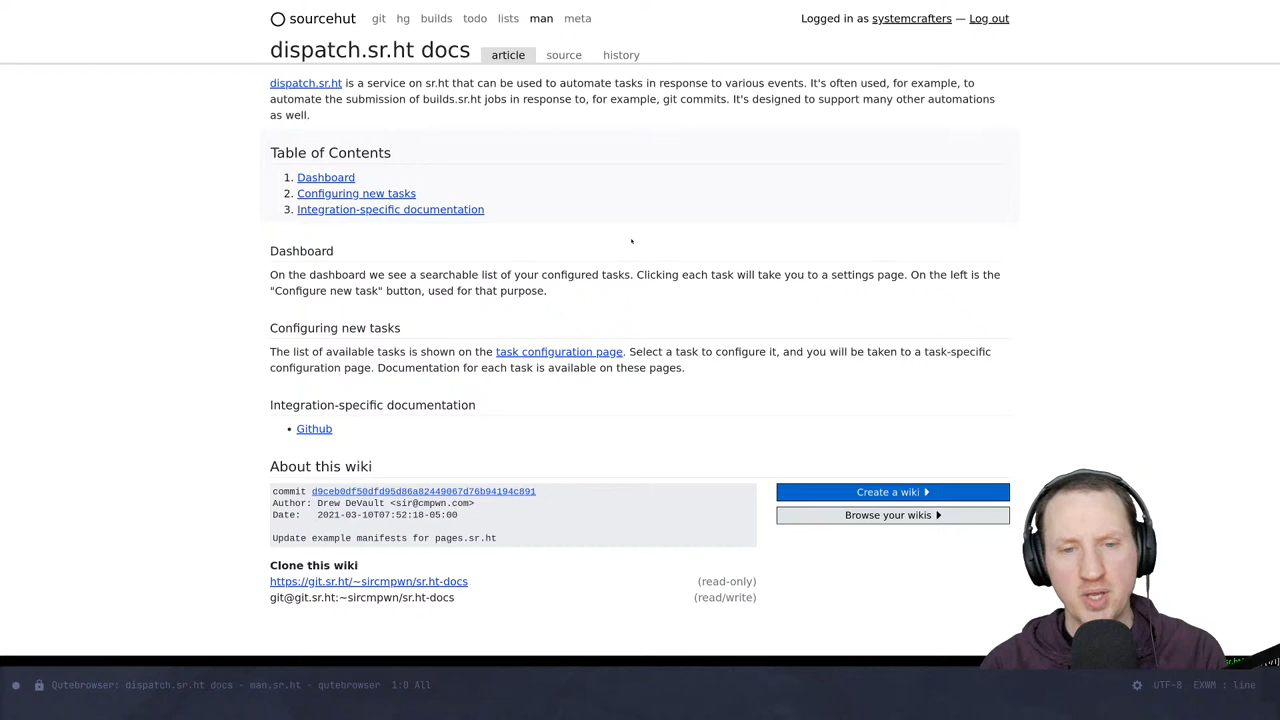 sourcehut git hg builds todo lists man meta Logged in as systemcrafters — Log out
dispatch.sr.ht docs article source history
dispatch.sr.ht is a service on sr.ht that can be used to automate tasks in response to various events. It's often used, for example, to
automate the submission of builds.sr.ht jobs in response to, for example, git commits. It's designed to support many other automations
as well.
Table of Contents
1. Dashboard
2. Configuring new tasks
3. Integration-specific documentation
Dashboard
On the dashboard we see a searchable list of your configured tasks. Clicking each task will take you to a settings page. On the left is the
"Configure new task" button, used for that purpose.
Configuring new tasks
The list of available tasks is shown on the task configuration page. Select a task to configure it, and you will be taken to a task-specific
configuration page. Documentation for each task is available on these pages.
Integration-specific documentation
• Github
About this wiki
commit d9ceb0df50dfd95d86a82449067d76b94194c891
Author: Drew DeVault <sir@cmpwn.com>
Date: 2021-03-10T07:52:18-05:00
Update example manifests for pages.sr.ht
Create a wiki
Browse your wikis
Clone this wiki
https://git.sr.ht/~sircmpwn/sr.ht-docs (read-only)
git@git.sr.ht:~sircmpwn/sr.ht-docs (read/write)
Qutebrowser: dispatch.sr.ht docs - man.sr.ht - qutebrowser 1:0 All UTF-8 EXWM : line